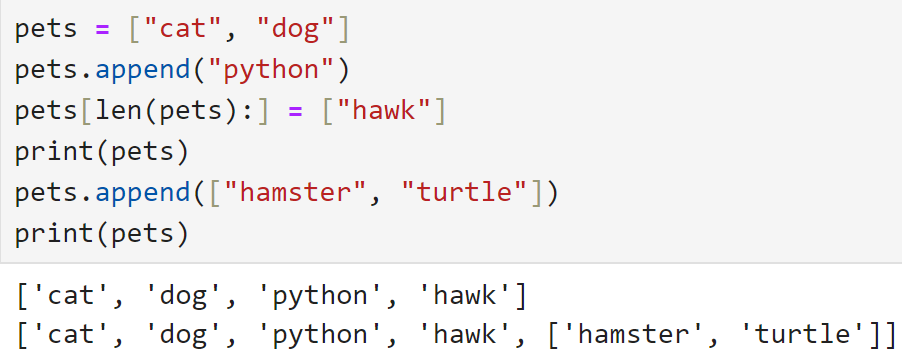 pets = ["cat", "dog"]
pets.append("python")
pets[len(pets):] = ["hawk"]
print(pets)
pets.append(["hamster", "turtle"])
print(pets)
['cat', 'dog', 'python', 'hawk']
['cat', 'dog', 'python', 'hawk', ['hamster', 'turtle']]